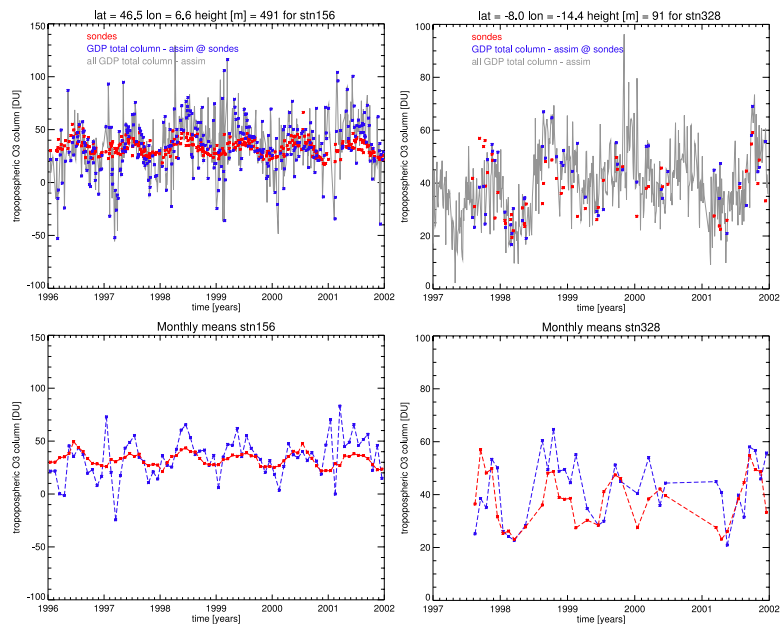 lat = 46.5 lon = 6.6 height [m] = 491 for stn156
sondes
GDP total column - assim @ sondes
all GDP total column - assim
tropospheric O3 column [DU]
150
100
50
0
-50
-100
1996 1997 1998 1999 2000 2001 2002
time [years]
lat = -8.0 lon = -14.4 height [m] = 91 for stn328
sondes
GDP total column - assim @ sondes
all GDP total column - assim
tropospheric O3 column [DU]
100
80
60
40
20
0
1997 1998 1999 2000 2001 2002
time [years]
Monthly means stn156
tropospheric O3 column [DU]
150
100
50
0
-50
-100
1996 1997 1998 1999 2000 2001 2002
time [years]
Monthly means stn328
tropospheric O3 column [DU]
100
80
60
40
20
0
1997 1998 1999 2000 2001 2002
time [years]